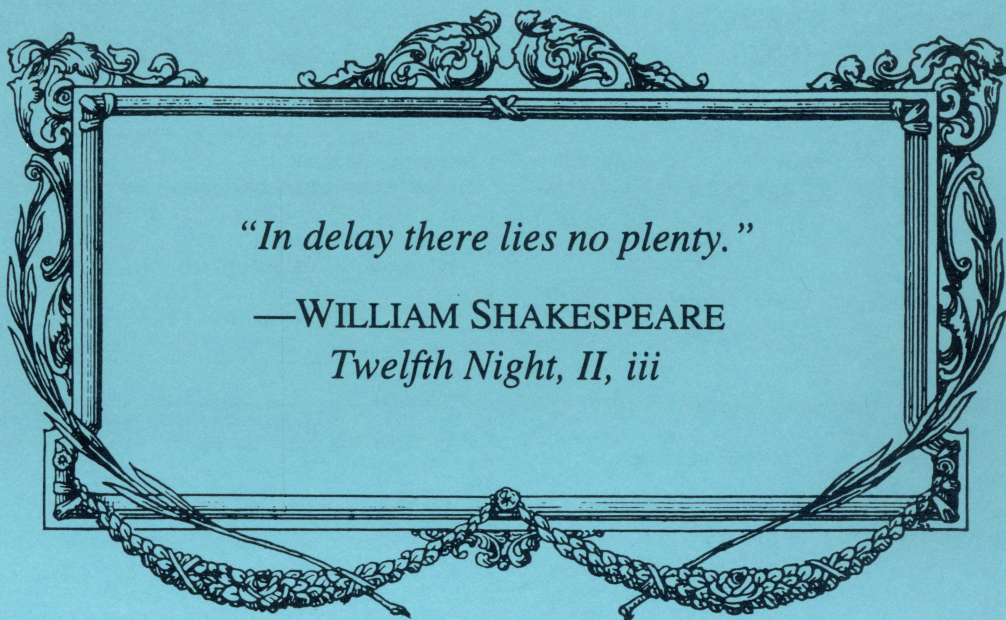 “In delay there lies no plenty.”
—WILLIAM SHAKESPEARE
Twelfth Night, II, iii